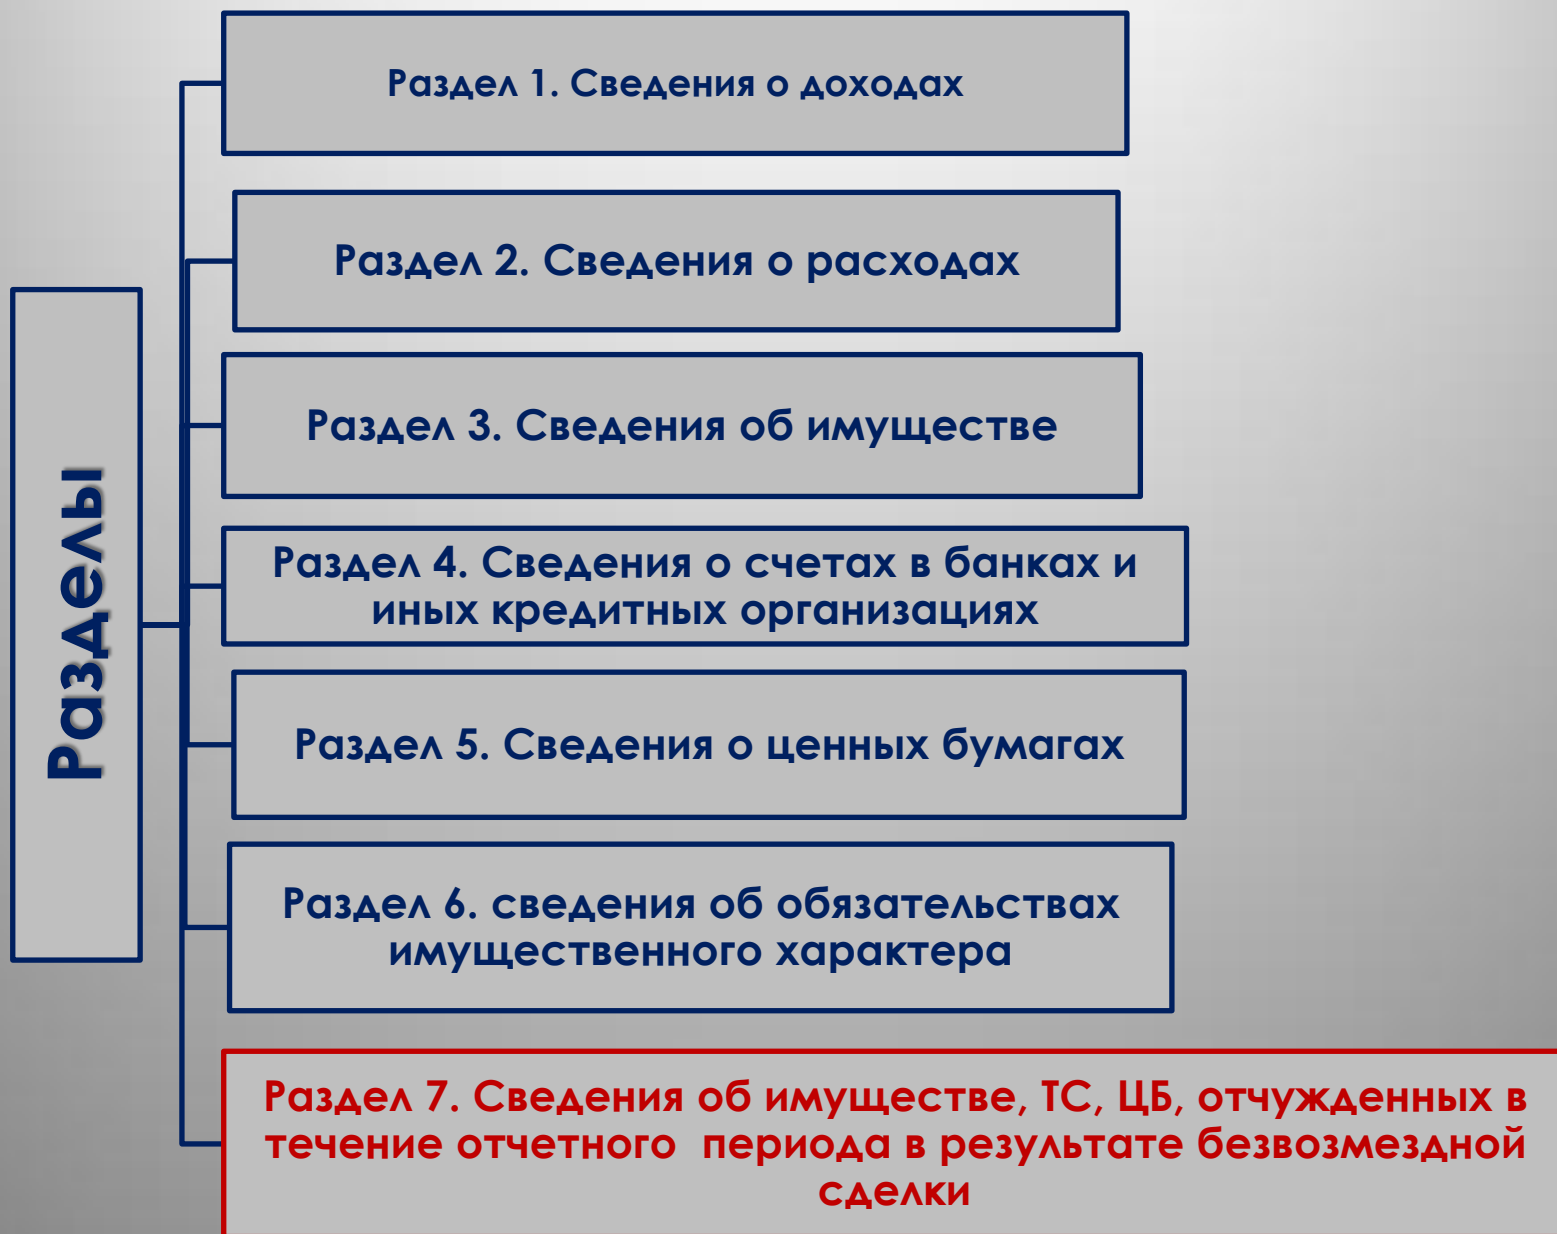 Разделы
Раздел 1. Сведения о доходах
Раздел 2. Сведения о расходах
Раздел 3. Сведения об имуществе
Раздел 4. Сведения о счетах в банках и
иных кредитных организациях
Раздел 5. Сведения о ценных бумагах
Раздел 6. сведения об обязательствах
имущественного характера
Раздел 7. Сведения об имуществе, ТС, ЦБ, отчужденных в
течение отчетного  периода в результате безвозмездной
сделки